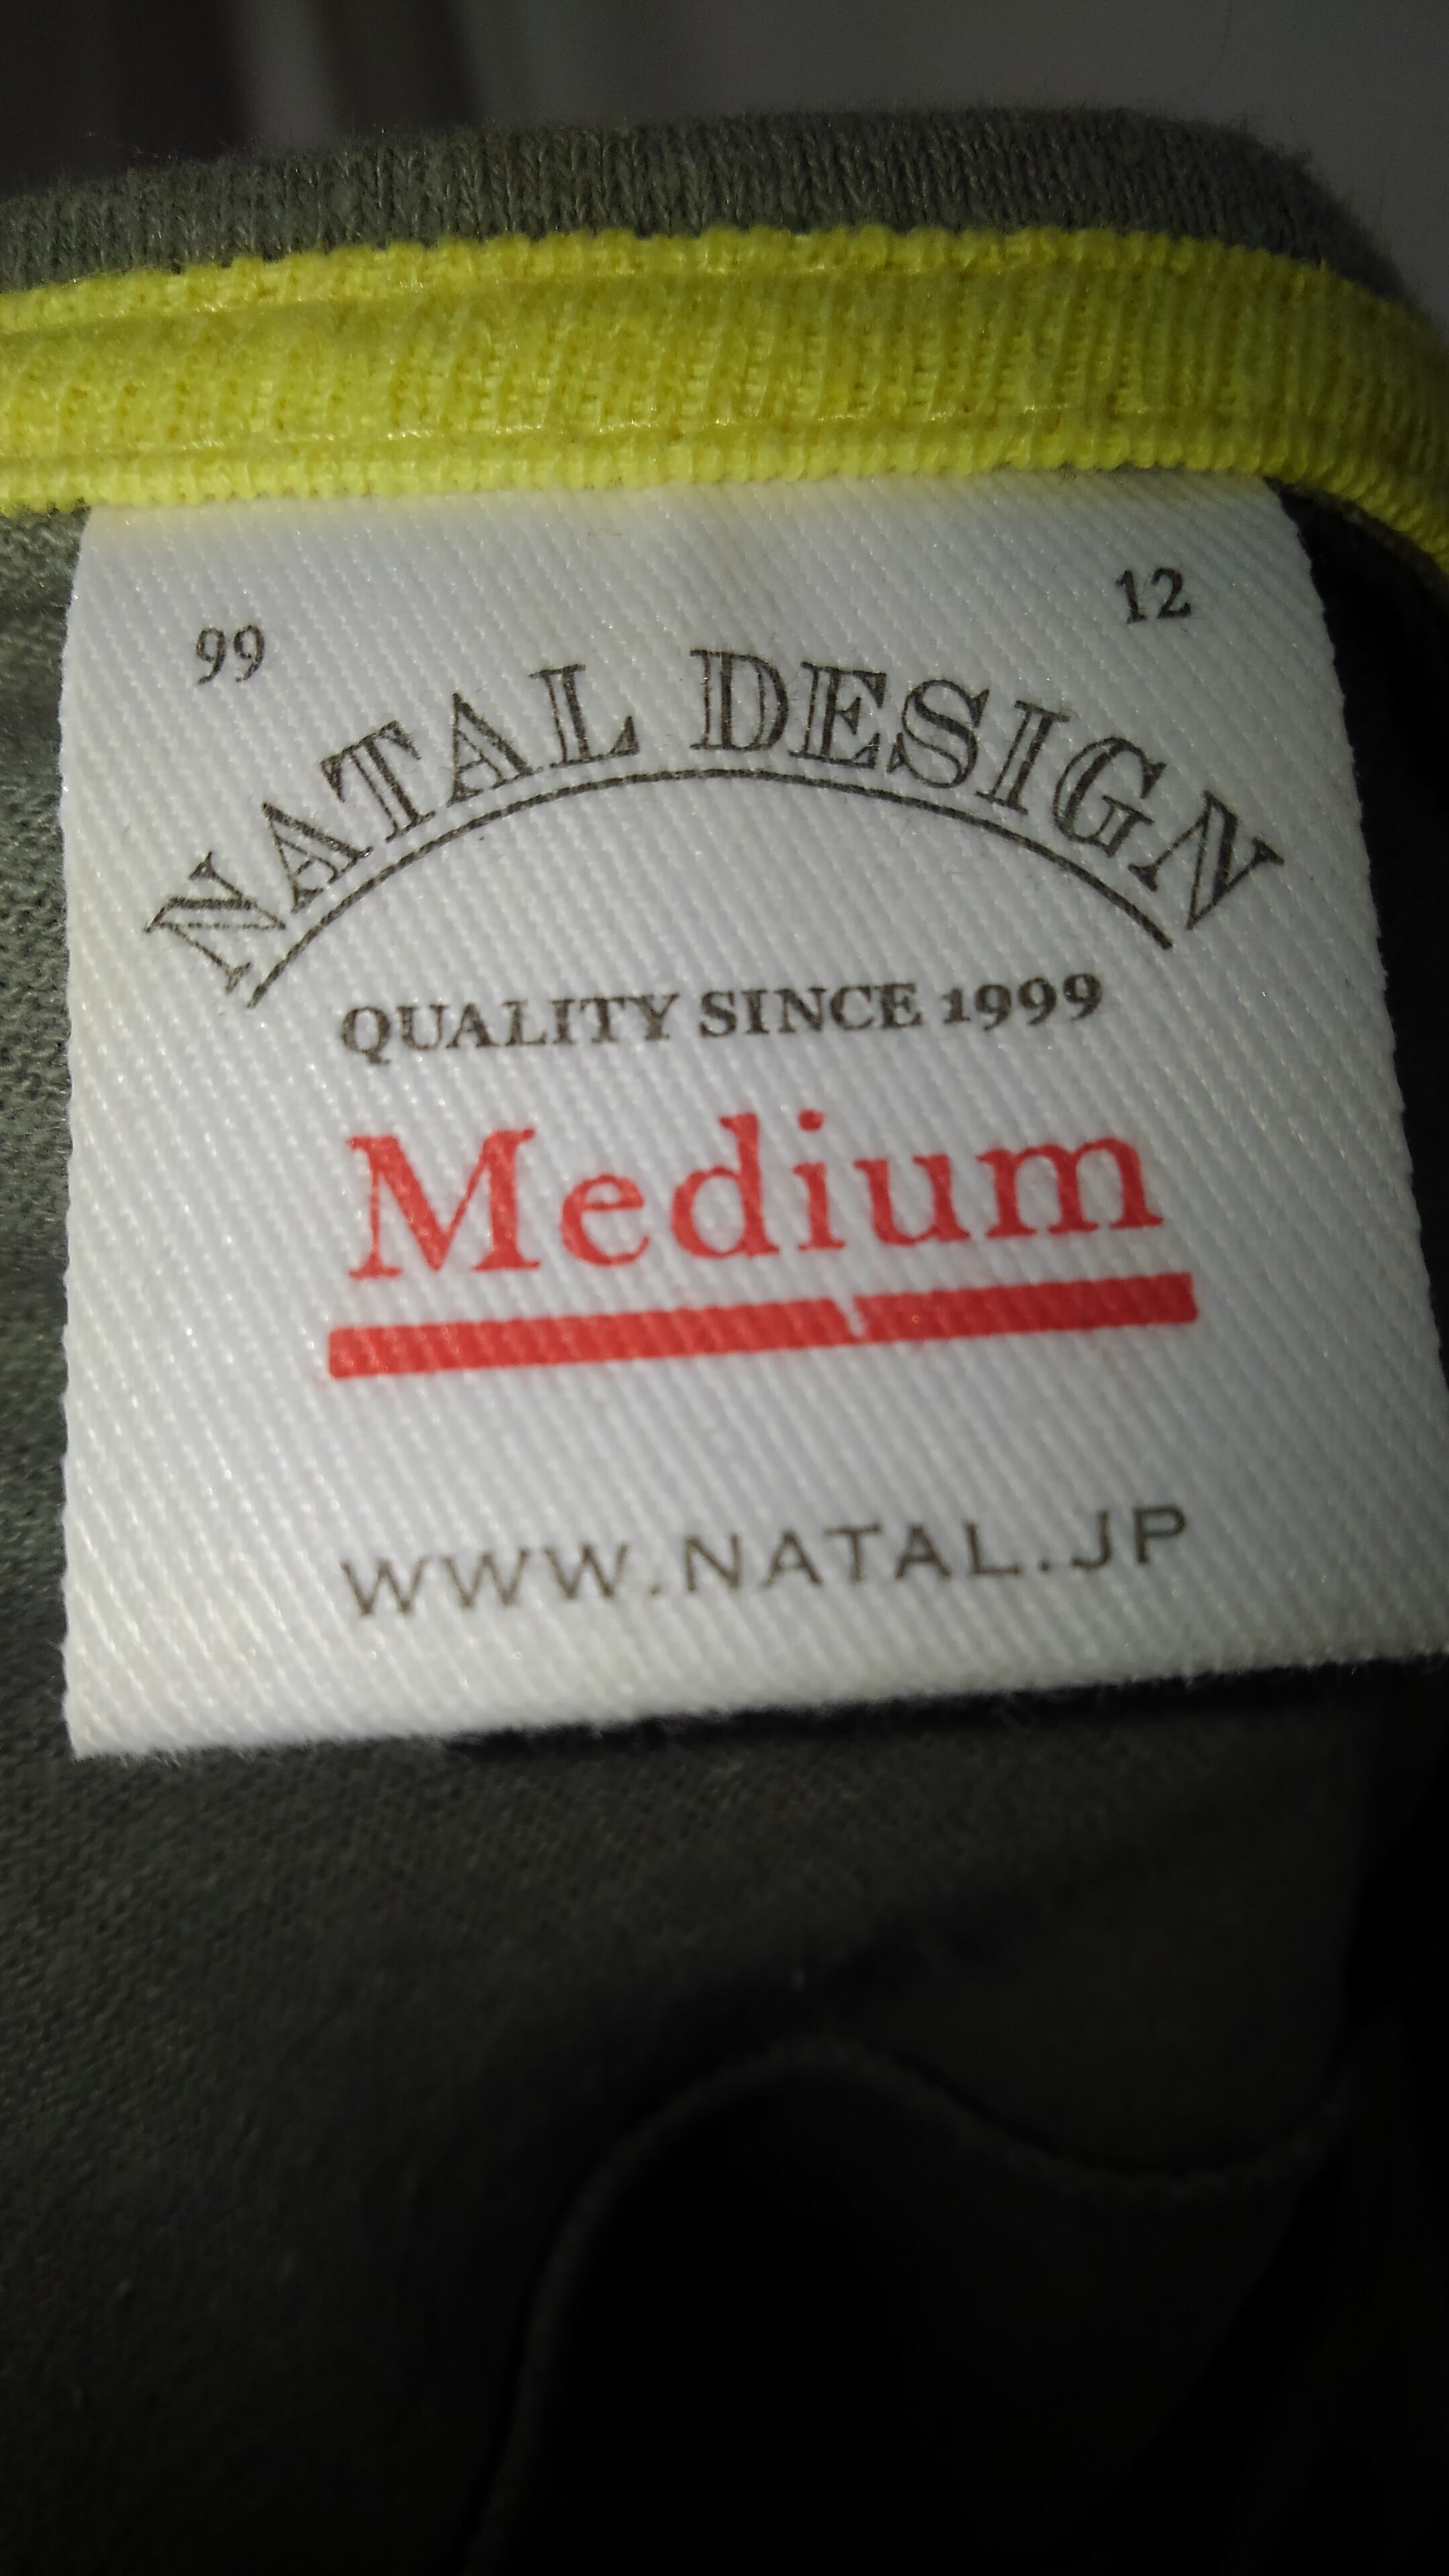 99 12
NATAL DESIGN
QUALITY SINCE 1999
Medium
WWW.NATAL.JP